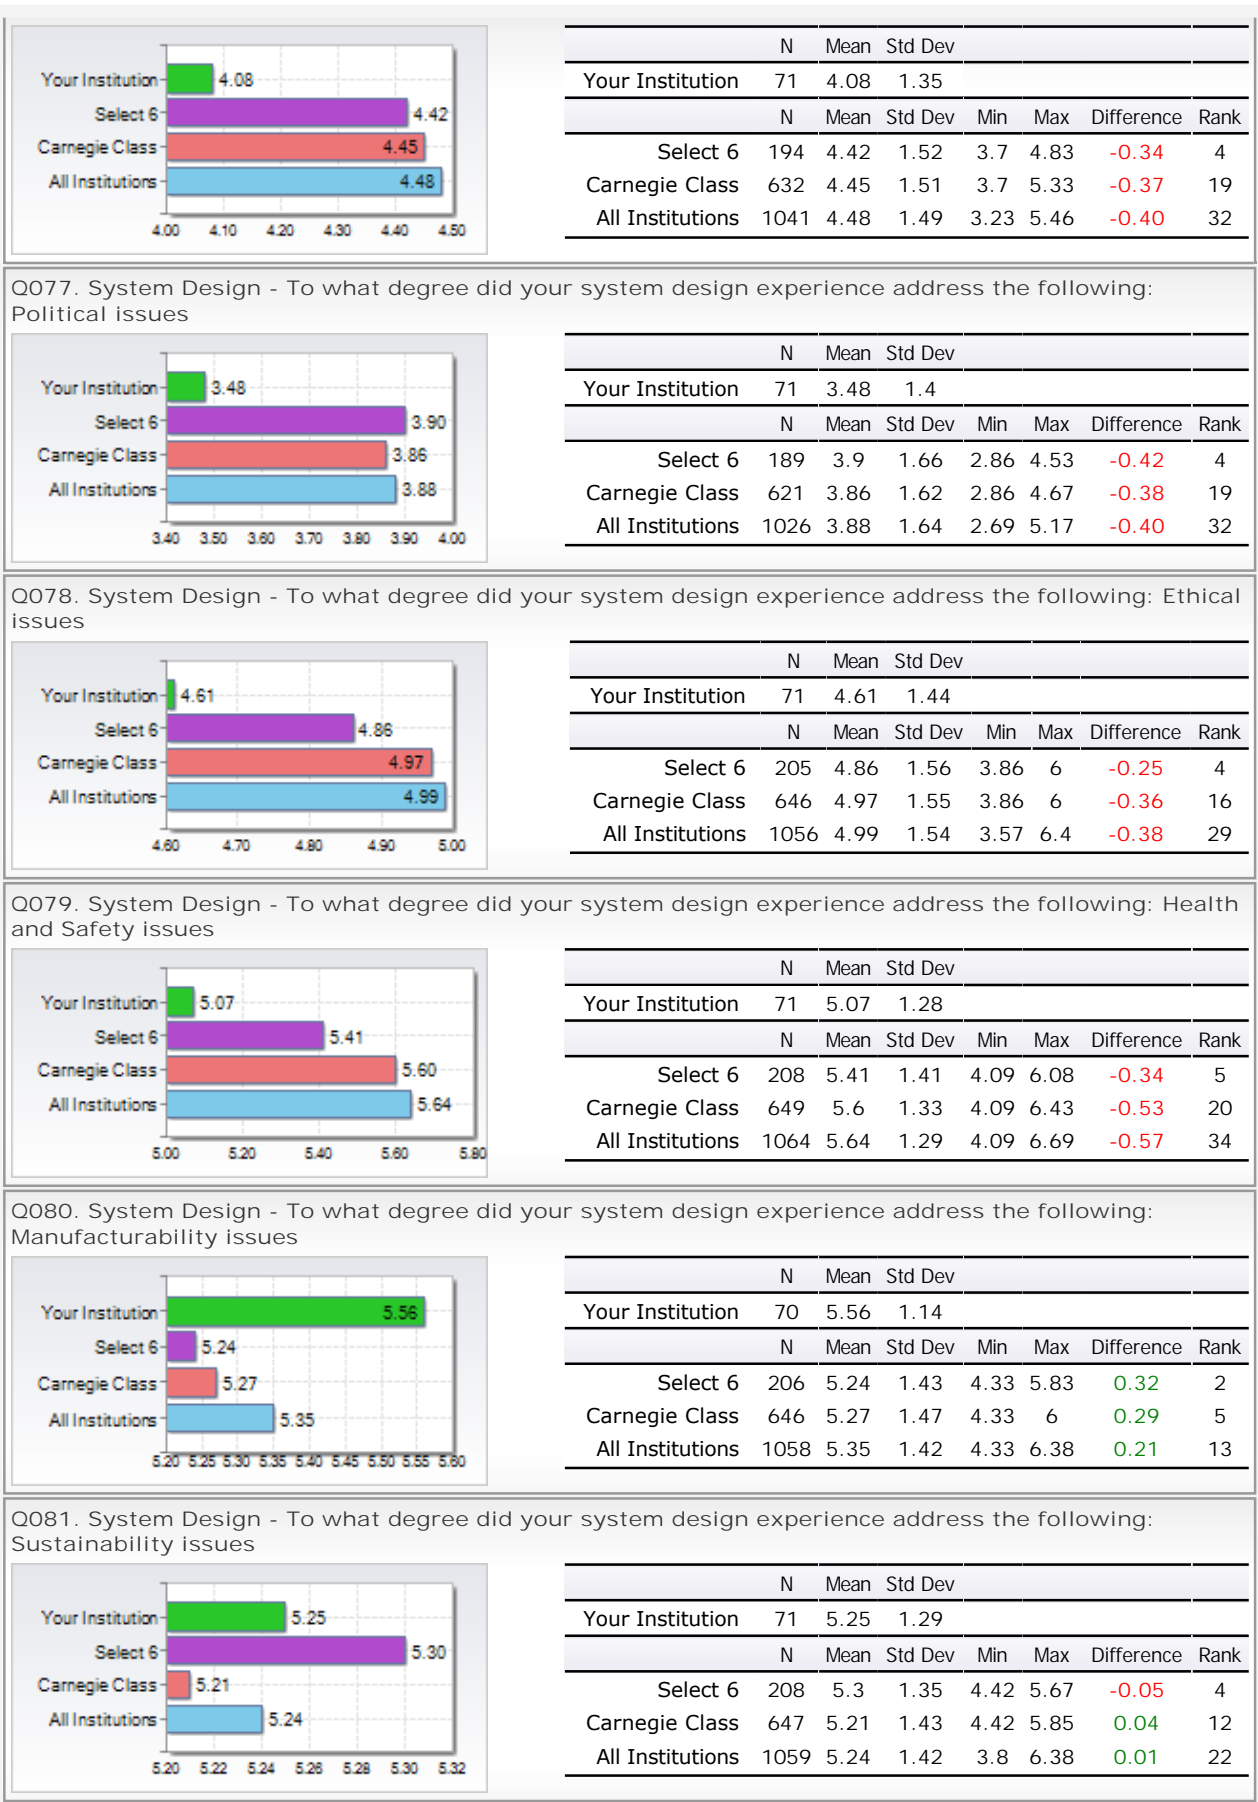 Your Institution 4.08
Select 6 4.42
Carnegie Class 4.45
All Institutions 4.48
4.00 4.10 4.20 4.30 4.40 4.50
N Mean Std Dev
Your Institution 71 4.08 1.35
N Mean Std Dev Min Max Difference Rank
Select 6 194 4.42 1.52 3.7 4.83 -0.34 4
Carnegie Class 632 4.45 1.51 3.7 5.33 -0.37 19
All Institutions 1041 4.48 1.49 3.23 5.46 -0.40 32
Q077. System Design - To what degree did your system design experience address the following:
Political issues
Your Institution 3.48
Select 6 3.90
Carnegie Class 3.86
All Institutions 3.88
3.40 3.50 3.60 3.70 3.80 3.90 4.00
N Mean Std Dev
Your Institution 71 3.48 1.4
N Mean Std Dev Min Max Difference Rank
Select 6 189 3.9 1.66 2.86 4.53 -0.42 4
Carnegie Class 621 3.86 1.62 2.86 4.67 -0.38 19
All Institutions 1026 3.88 1.64 2.69 5.17 -0.40 32
Q078. System Design - To what degree did your system design experience address the following: Ethical
issues
Your Institution 4.61
Select 6 4.86
Carnegie Class 4.97
All Institutions 4.99
4.60 4.70 4.80 4.90 5.00
N Mean Std Dev
Your Institution 71 4.61 1.44
N Mean Std Dev Min Max Difference Rank
Select 6 205 4.86 1.56 3.86 6 -0.25 4
Carnegie Class 646 4.97 1.55 3.86 6 -0.36 16
All Institutions 1056 4.99 1.54 3.57 6.4 -0.38 29
Q079. System Design - To what degree did your system design experience address the following: Health
and Safety issues
Your Institution 5.07
Select 6 5.41
Carnegie Class 5.60
All Institutions 5.64
5.00 5.20 5.40 5.60 5.80
N Mean Std Dev
Your Institution 71 5.07 1.28
N Mean Std Dev Min Max Difference Rank
Select 6 208 5.41 1.41 4.09 6.08 -0.34 5
Carnegie Class 649 5.6 1.33 4.09 6.43 -0.53 20
All Institutions 1064 5.64 1.29 4.09 6.69 -0.57 34
Q080. System Design - To what degree did your system design experience address the following:
Manufacturability issues
Your Institution 5.56
Select 6 5.24
Carnegie Class 5.27
All Institutions 5.35
5.20 5.25 5.30 5.35 5.40 5.45 5.50 5.55 5.60
N Mean Std Dev
Your Institution 70 5.56 1.14
N Mean Std Dev Min Max Difference Rank
Select 6 206 5.24 1.43 4.33 5.83 0.32 2
Carnegie Class 646 5.27 1.47 4.33 6 0.29 5
All Institutions 1058 5.35 1.42 4.33 6.38 0.21 13
Q081. System Design - To what degree did your system design experience address the following:
Sustainability issues
Your Institution 5.25
Select 6 5.30
Carnegie Class 5.21
All Institutions 5.24
5.20 5.22 5.24 5.26 5.28 5.30 5.32
N Mean Std Dev
Your Institution 71 5.25 1.29
N Mean Std Dev Min Max Difference Rank
Select 6 208 5.3 1.35 4.42 5.67 -0.05 4
Carnegie Class 647 5.21 1.43 4.42 5.85 0.04 12
All Institutions 1059 5.24 1.42 3.8 6.38 0.01 22